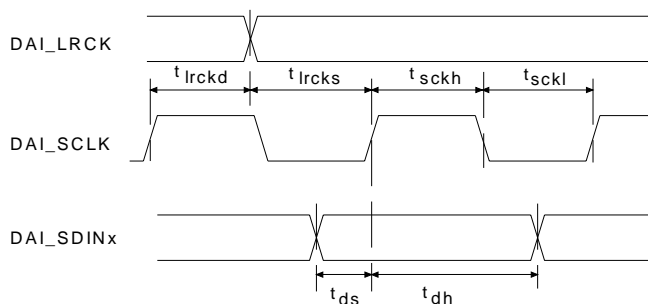 DAI_LRCK
t lrckd t lrcks t sckh t sckl
DAI_SCLK
DAI_SDINx
t ds t dh